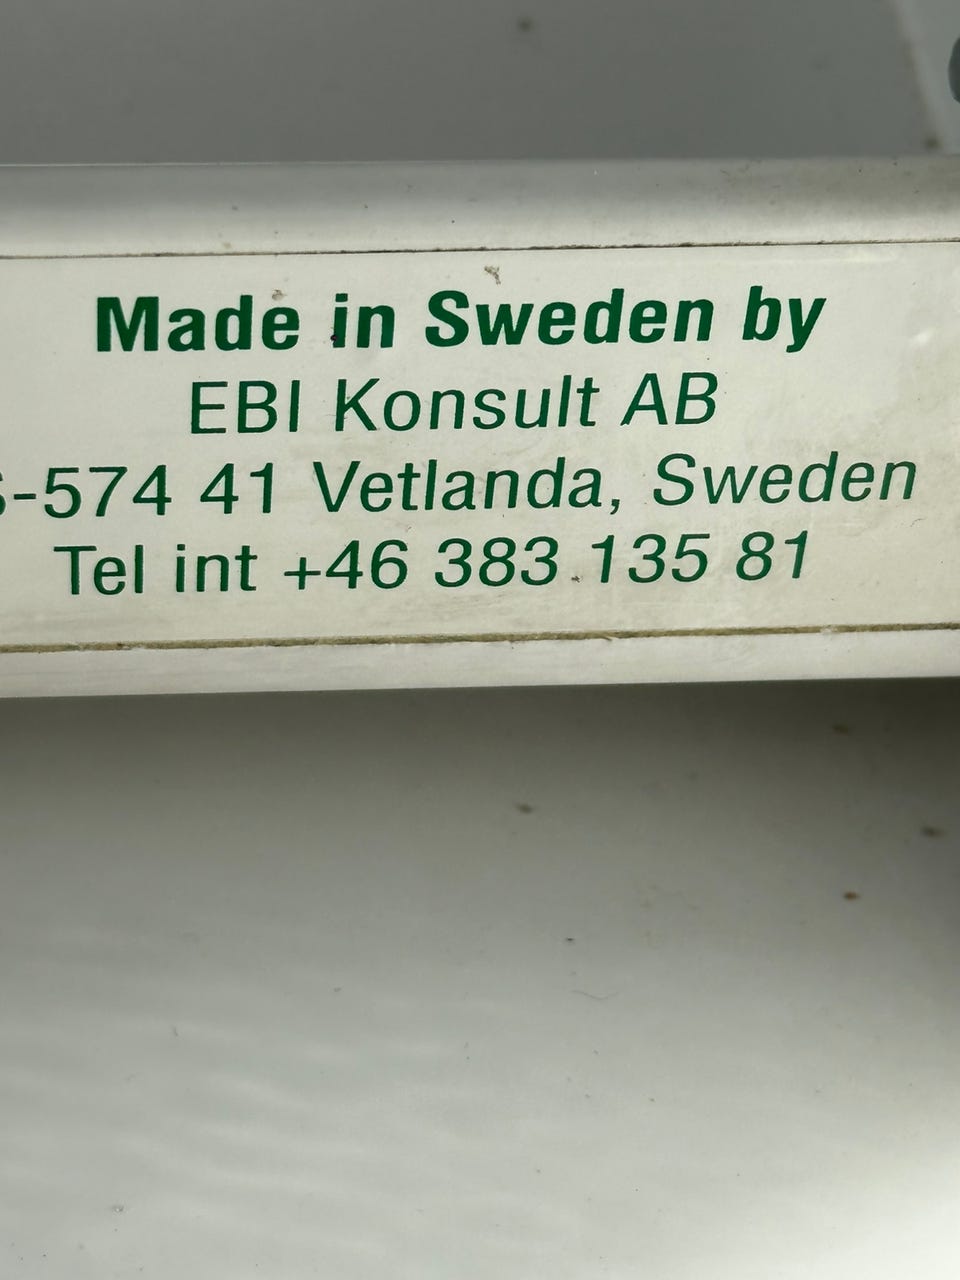 Made in Sweden by
EBI Konsult AB
S-574 41 Vetlanda, Sweden
Tel int +46 383 135 81